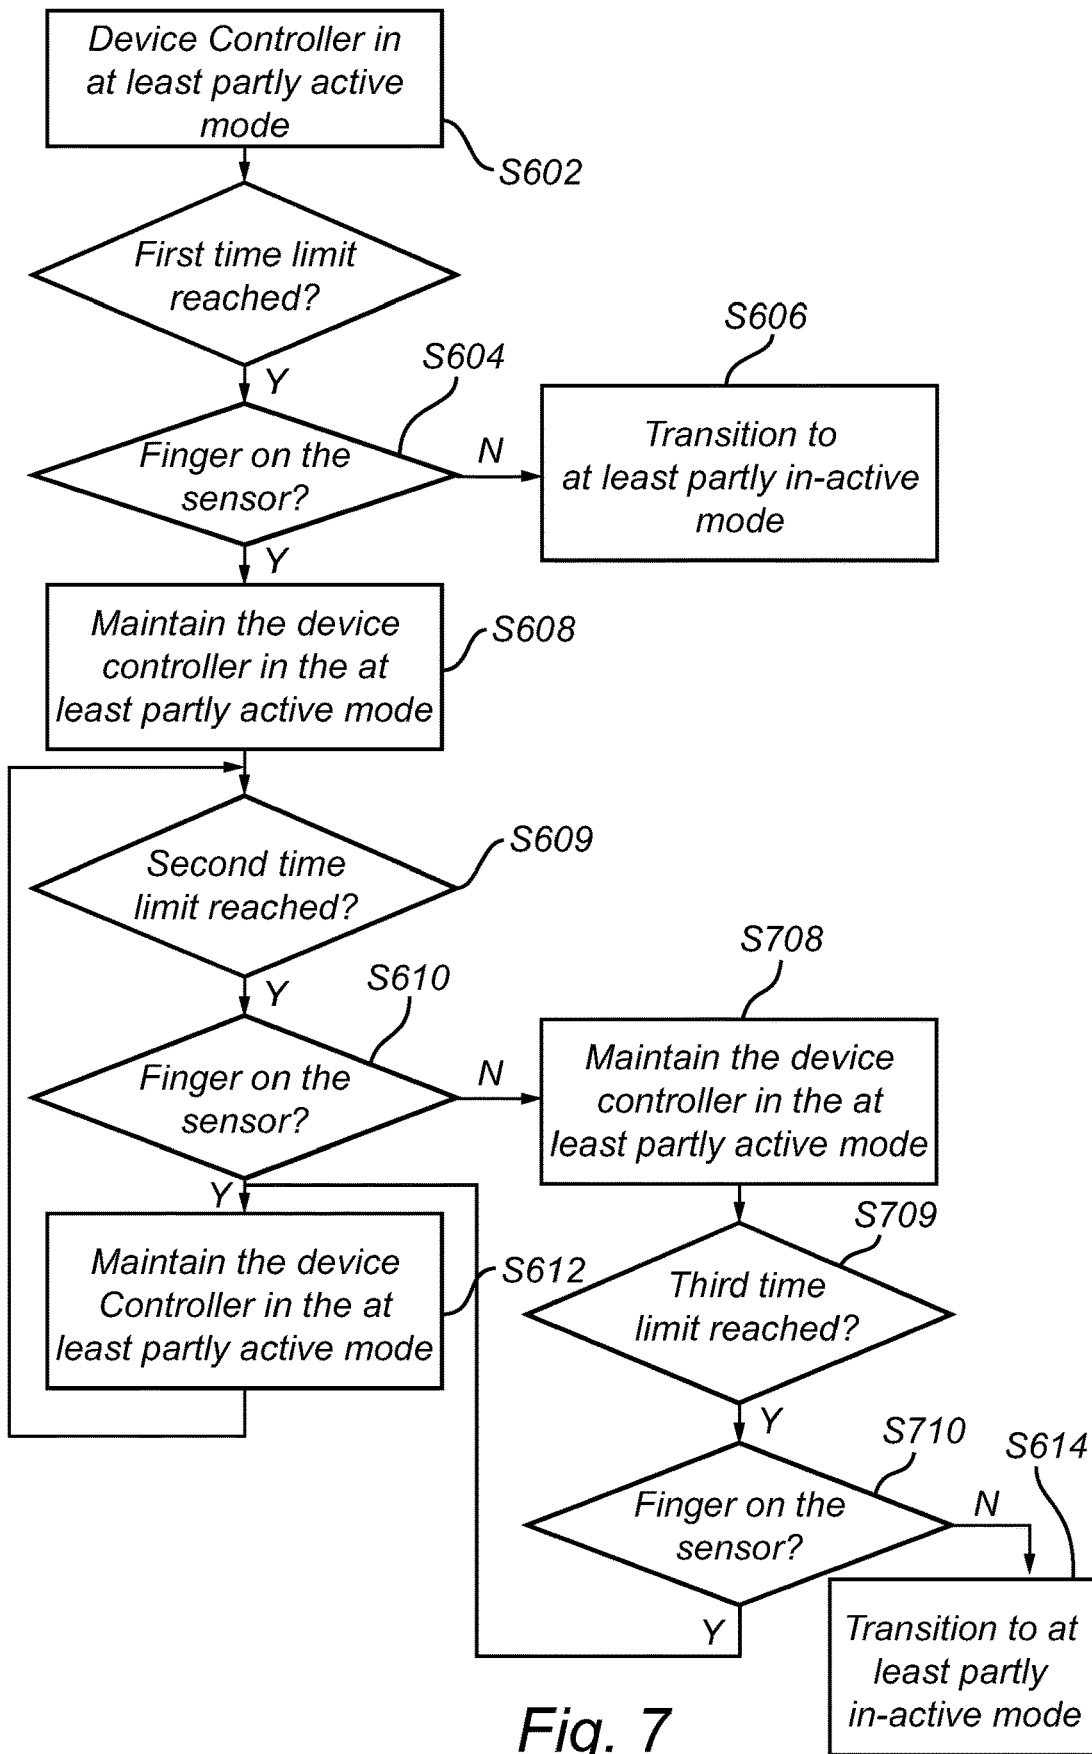 Device Controller in
at least partly active
mode
S602
First time limit
reached?
Y
S604
Finger on the
sensor?
N
S606
Transition to
at least partly in-active
mode
Y
Maintain the device
controller in the at
least partly active mode
S608
Second time
limit reached?
S609
Y
S610
Finger on the
sensor?
N
S708
Maintain the device
controller in the at
least partly active mode
Y
Maintain the device
Controller in the at
least partly active mode
S612
S709
Third time
limit reached?
Y
S710
Finger on the
sensor?
N
S614
Y
Transition to at
least partly
in-active mode
Fig. 7